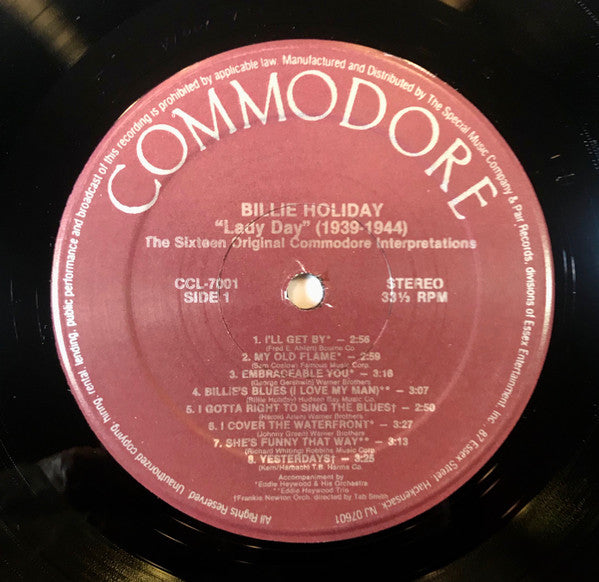 COMMODORE
BILLIE HOLIDAY
"Lady Day" (1939-1944)
The Sixteen Original Commodore Interpretations
CCL-7001
SIDE 1
STEREO
33⅓ RPM
1. I'LL GET BY* — 2:56
(Fred E. Ahlert) Bourne Co.
2. MY OLD FLAME* — 2:59
(Sam Coslow) Famous Music Corp.
3. EMBRACEABLE YOU* — 3:16
(George Gershwin) Warner Brothers
4. BILLIE'S BLUES (I LOVE MY MAN)** — 3:07
(Billie Holiday) Hudson Bay Music Co.
5. I GOTTA RIGHT TO SING THE BLUES† — 2:50
(Harold Arlen) Warner Brothers
6. I COVER THE WATERFRONT* — 3:27
(Johnny Green) Warner Brothers
7. SHE'S FUNNY THAT WAY** — 3:13
(Richard Whiting) Robbins Music Corp.
8. YESTERDAYS† — 3:25
(Kern/Harbach) T.B. Harms Co.
Accompaniment by
*Eddie Heywood & His Orchestra
**Eddie Heywood Trio
†Frankie Newton Orch. directed by Tab Smith
All Rights Reserved Unauthorized copying, hiring, rental lending, public performance and broadcast of this recording is prohibited by applicable law. Manufactured and Distributed by The Special Music Company & Pair Records, divisions of Essex Entertainment, Inc. 87 Essex Street, Hackensack, NJ 07601